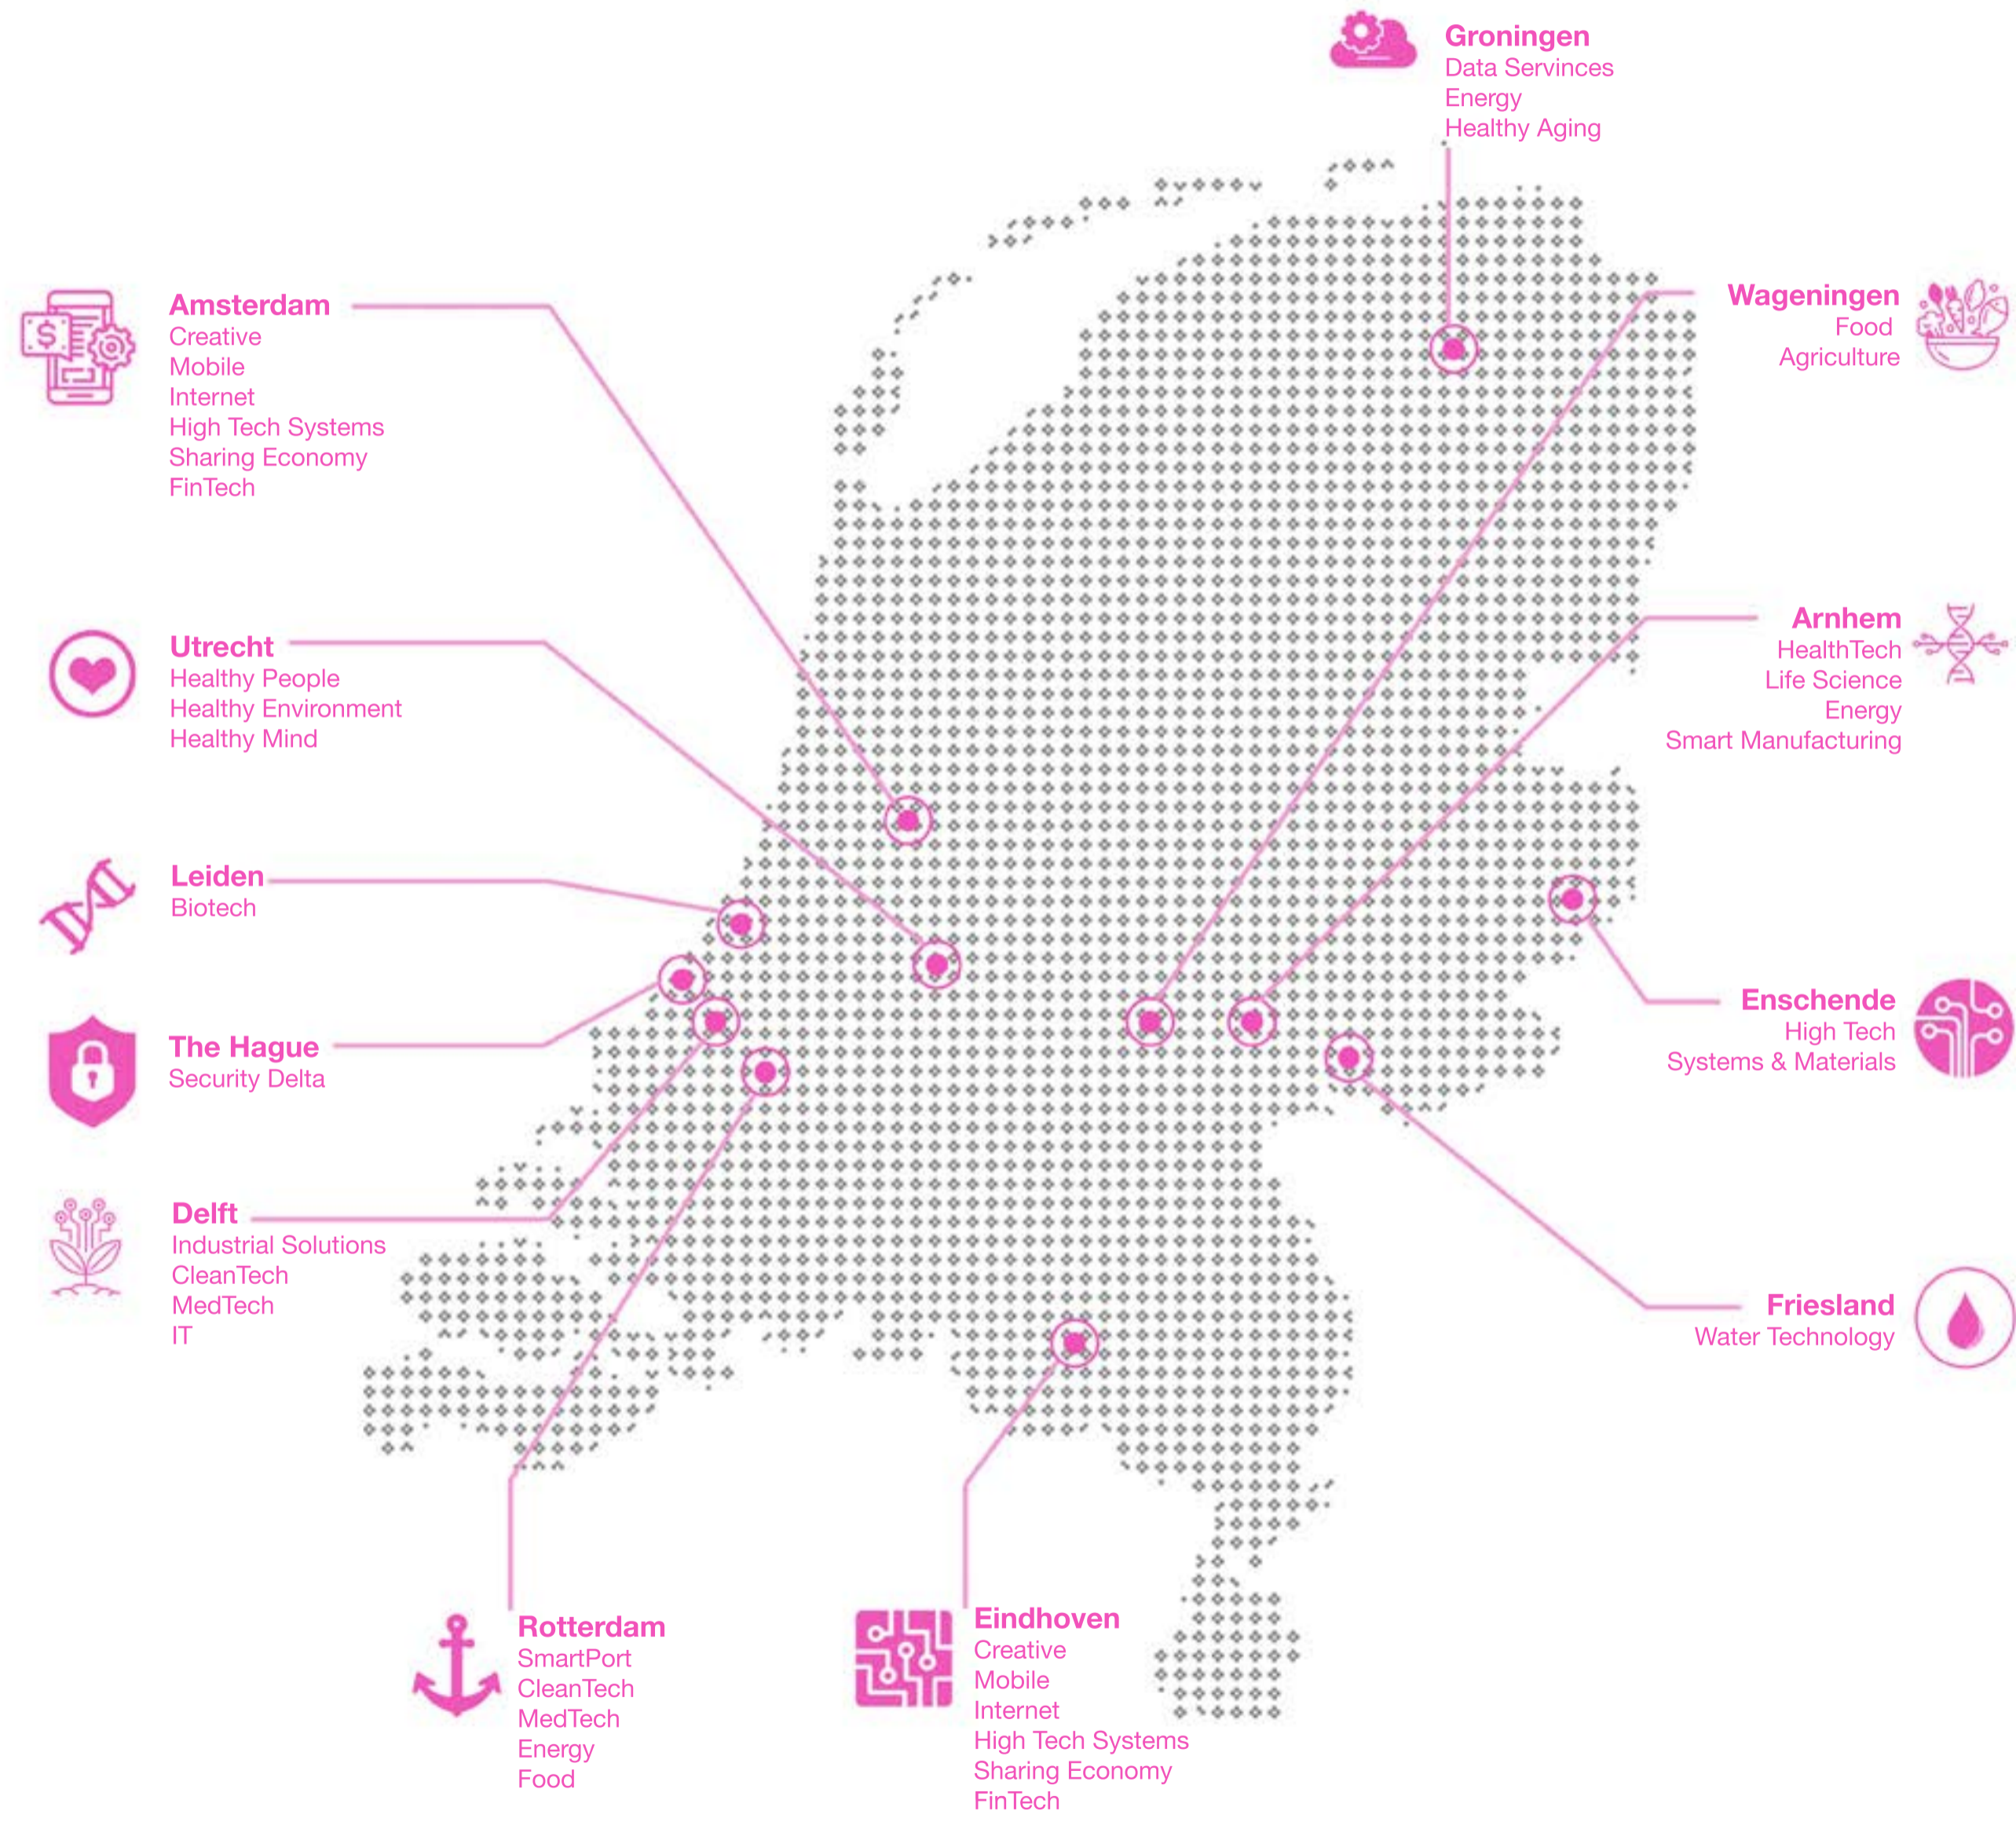 Groningen
Data Servinces
Energy
Healthy Aging
Amsterdam
Creative
Mobile
Internet
High Tech Systems
Sharing Economy
FinTech
Wageningen
Food
Agriculture
Utrecht
Healthy People
Healthy Environment
Healthy Mind
Arnhem
HealthTech
Life Science
Energy
Smart Manufacturing
Leiden
Biotech
The Hague
Security Delta
Enschende
High Tech
Systems & Materials
Delft
Industrial Solutions
CleanTech
MedTech
IT
Friesland
Water Technology
Rotterdam
SmartPort
CleanTech
MedTech
Energy
Food
Eindhoven
Creative
Mobile
Internet
High Tech Systems
Sharing Economy
FinTech